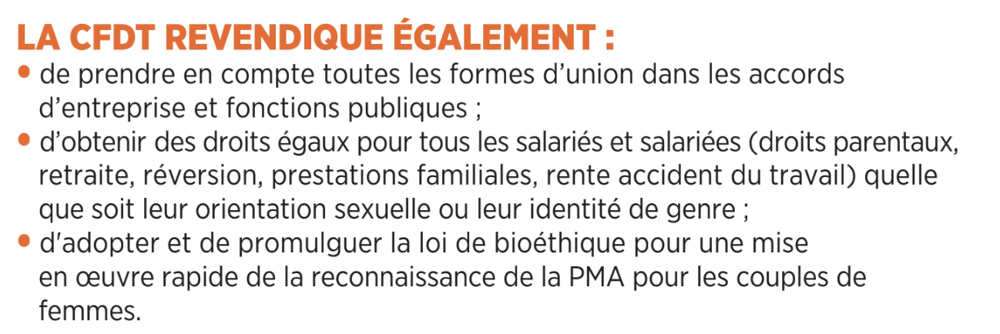 LA CFDT REVENDIQUE ÉGALEMENT :
• de prendre en compte toutes les formes d’union dans les accords
d’entreprise et fonctions publiques ;
• d’obtenir des droits égaux pour tous les salariés et salariées (droits parentaux,
retraite, réversion, prestations familiales, rente accident du travail) quelle
que soit leur orientation sexuelle ou leur identité de genre ;
• d'adopter et de promulguer la loi de bioéthique pour une mise
en œuvre rapide de la reconnaissance de la PMA pour les couples de
femmes.